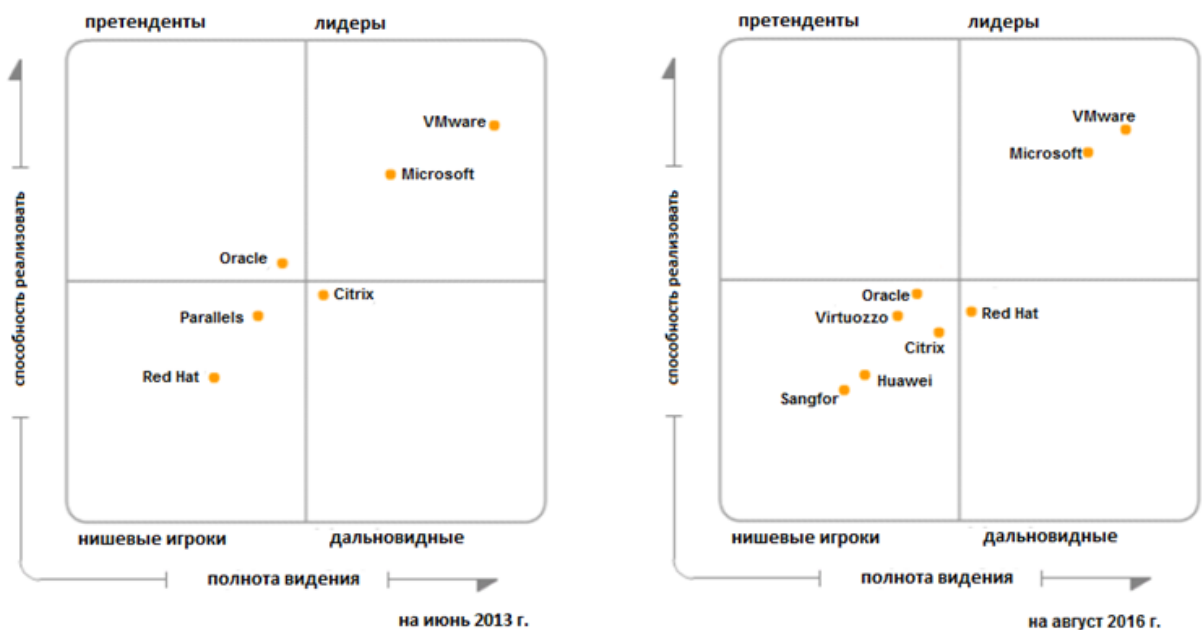 претенденты
лидеры
VMware
Microsoft
Oracle
Citrix
Parallels
Red Hat
способность реализовать
нишевые игроки
дальновидные
полнота видения
на июнь 2013 г.
претенденты
лидеры
VMware
Microsoft
Oracle
Virtuozzo
Red Hat
Citrix
Huawei
Sangfor
способность реализовать
нишевые игроки
дальновидные
полнота видения
на август 2016 г.